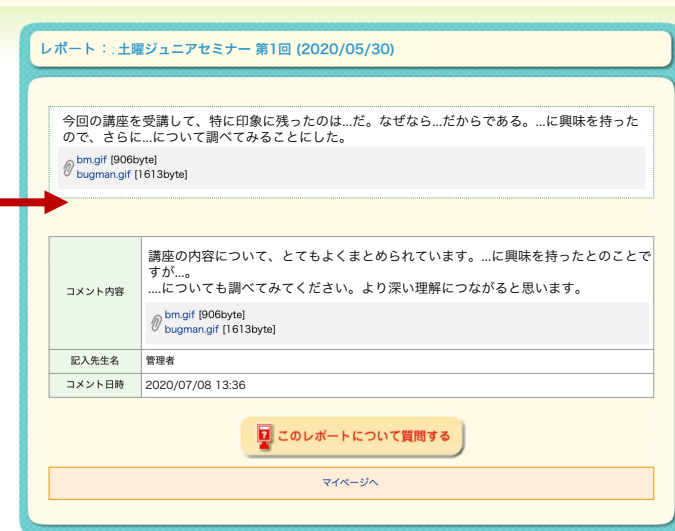 レポート：.土曜ジュニアセミナー 第1回 (2020/05/30)
今回の講座を受講して、特に印象に残ったのは...だ。なぜなら...だからである。...に興味を持った
ので、さらに...について調べてみることにした。
bm.gif [906byte]
bugman.gif [1613byte]
コメント内容
講座の内容について、とてもよくまとめられています。...に興味を持ったとのことで
すが...。
....についても調べてみてください。より深い理解につながると思います。
bm.gif [906byte]
bugman.gif [1613byte]
記入先生名 管理者
コメント日時 2020/07/08 13:36
このレポートについて質問する
マイページへ